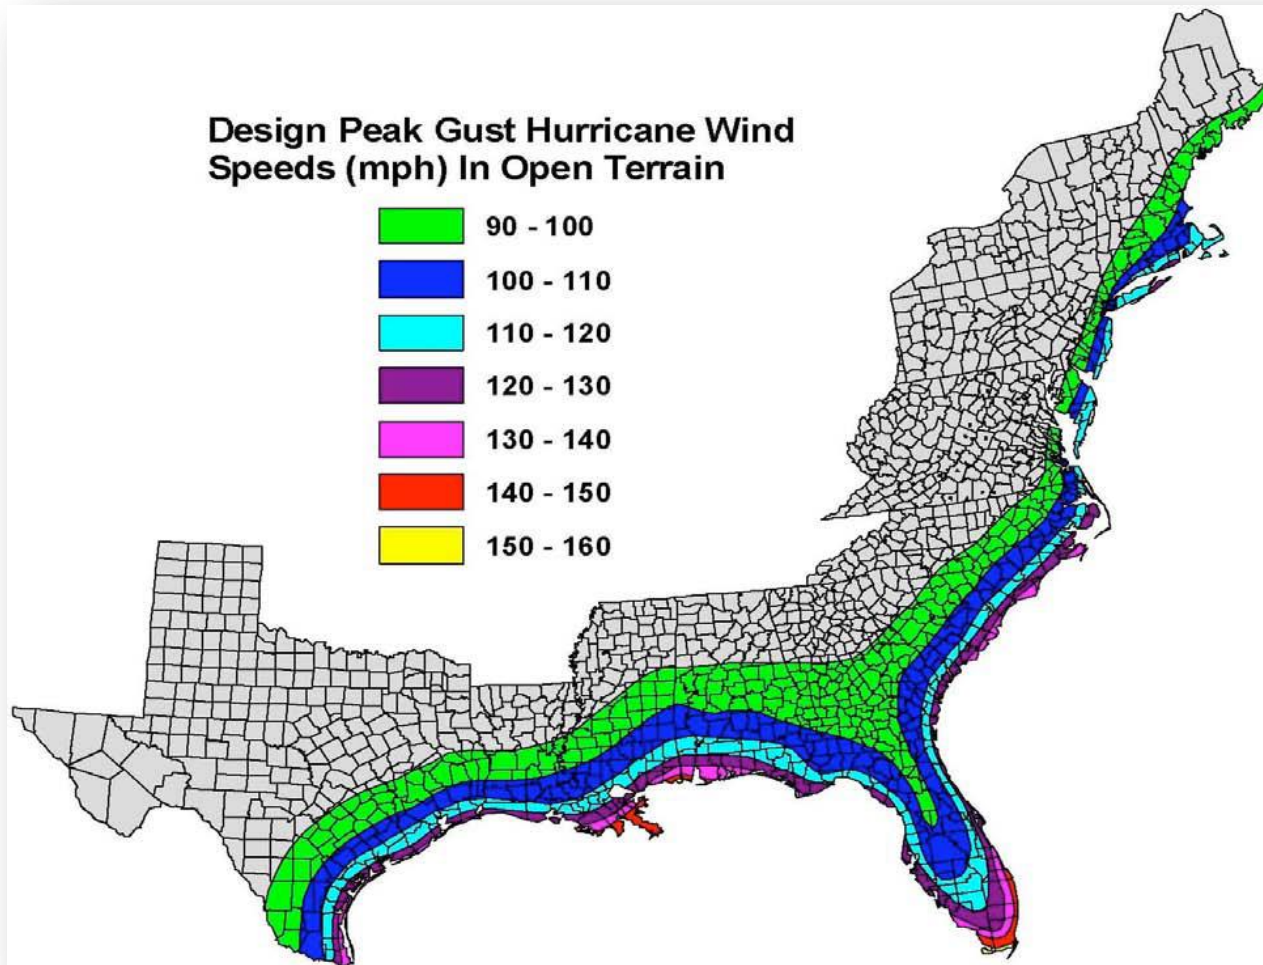 Design Peak Gust Hurricane Wind
Speeds (mph) In Open Terrain
90 - 100
100 - 110
110 - 120
120 - 130
130 - 140
140 - 150
150 - 160